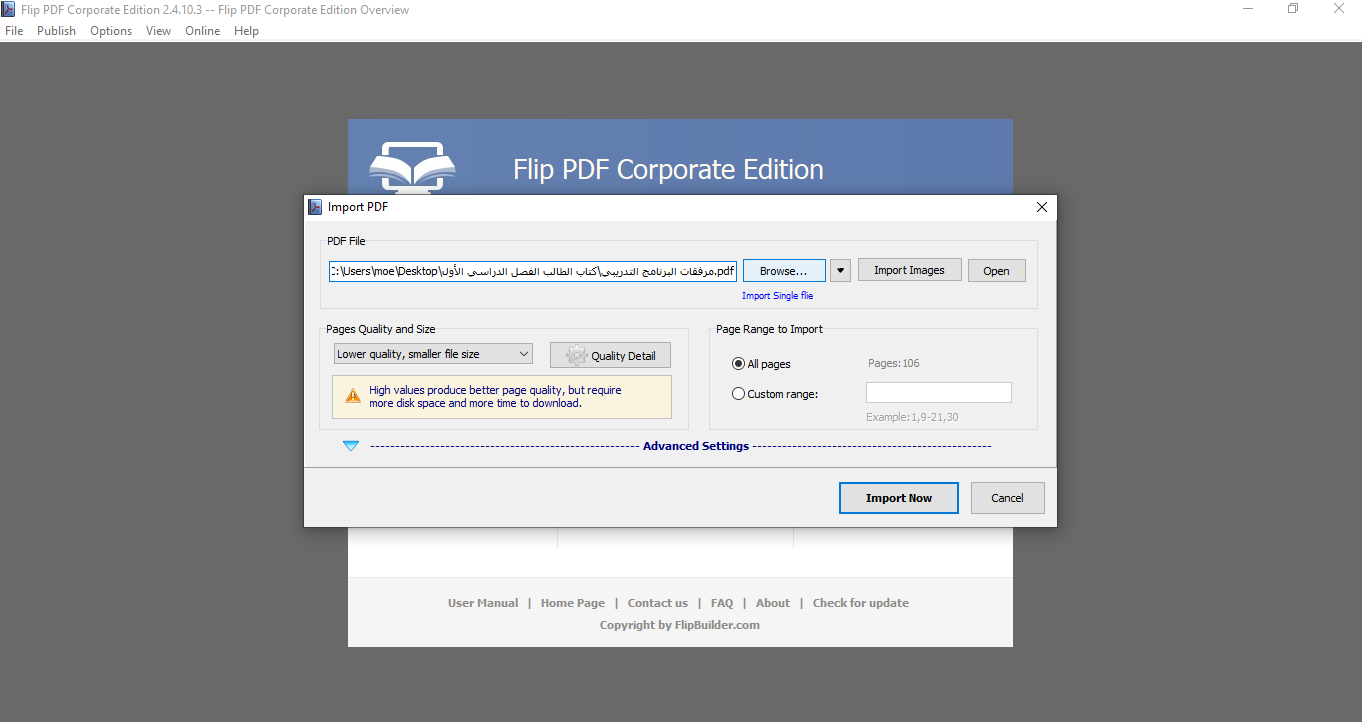 Flip PDF Corporate Edition 2.4.10.3 -- Flip PDF Corporate Edition Overview
File Publish Options View Online Help
Flip PDF Corporate Edition
Import PDF
PDF File
C:\Users\moe\Desktop\مرفقات البرنامج التدريبي\كتاب الطالب الفصل الدراسي الأول.pdf Browse... Import Images Open
Import Single flie
Pages Quality and Size
Lower quality, smaller file size Quality Detail
High values produce better page quality, but require
more disk space and more time to download.
Page Range to Import
All pages Pages:106
Custom range:
Example:1,9-21,30
Advanced Settings
Import Now Cancel
User Manual | Home Page | Contact us | FAQ | About | Check for update
Copyright by FlipBuilder.com